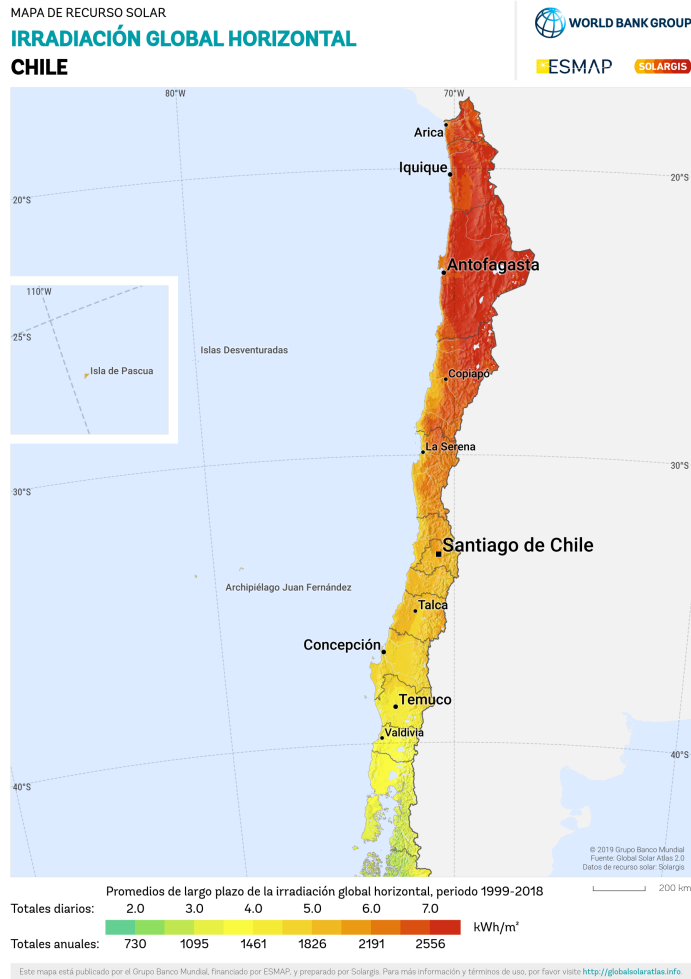 MAPA DE RECURSO SOLAR
IRRADIACIÓN GLOBAL HORIZONTAL
CHILE
WORLD BANK GROUP
ESMAP
SOLARGIS
80°W
70°W
Arica
Iquique
20°S
20°S
Antofagasta
110°W
25°S
Islas Desventuradas
Isla de Pascua
Copiapó
La Serena
30°S
30°S
Santiago de Chile
Archipiélago Juan Fernández
Talca
Concepción
Temuco
Valdivia
40°S
40°S
© 2019 Grupo Banco Mundial
Fuente: Global Solar Atlas 2.0
Datos de recurso solar: Solargis
200 km
Promedios de largo plazo de la irradiación global horizontal, periodo 1999-2018
Totales diarios: 2.0 3.0 4.0 5.0 6.0 7.0
kWh/m²
Totales anuales: 730 1095 1461 1826 2191 2556
Este mapa está publicado por el Grupo Banco Mundial, financiado por ESMAP, y preparado por Solargis. Para más información y términos de uso, por favor visite http://globalsolaratlas.info.